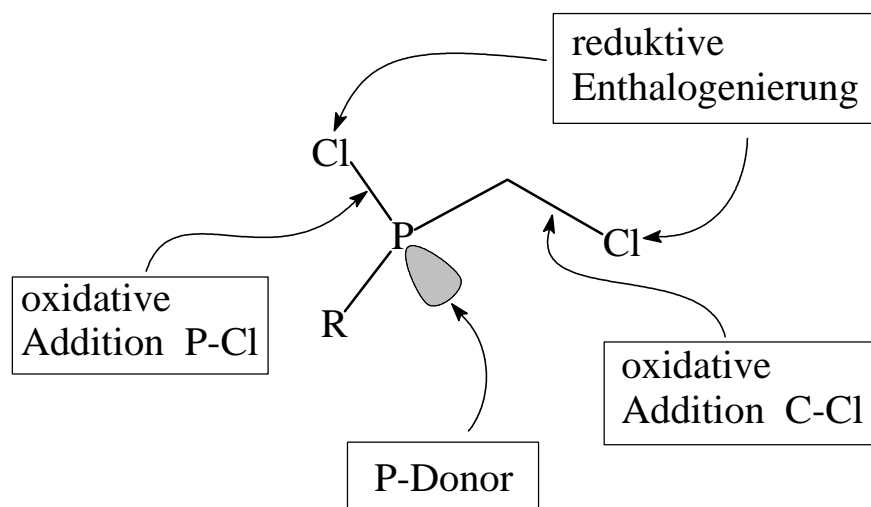 reduktive
Enthalogenierung
Cl
P
Cl
oxidative
Addition P-Cl
R
oxidative
Addition C-Cl
P-Donor